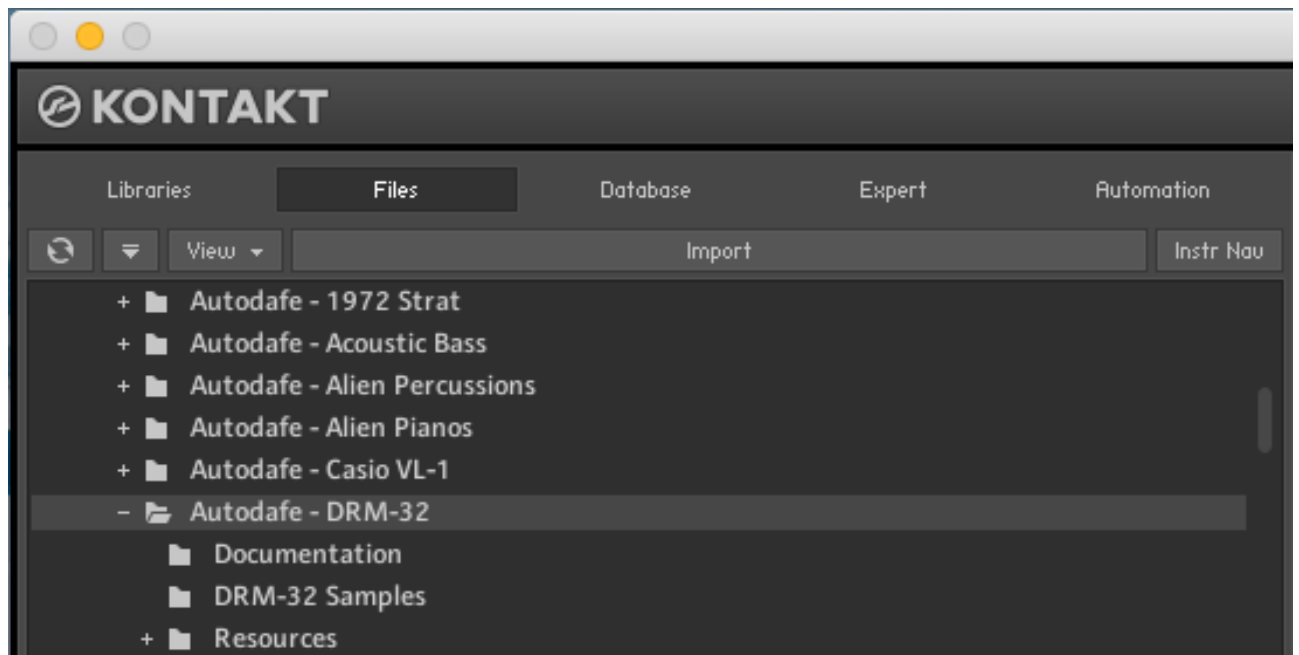 KONTAKT
Libraries Files Database Expert Automation
View Import Instr Nav
+ Autodafe - 1972 Strat
+ Autodafe - Acoustic Bass
+ Autodafe - Alien Percussions
+ Autodafe - Alien Pianos
+ Autodafe - Casio VL-1
- Autodafe - DRM-32
Documentation
DRM-32 Samples
+ Resources